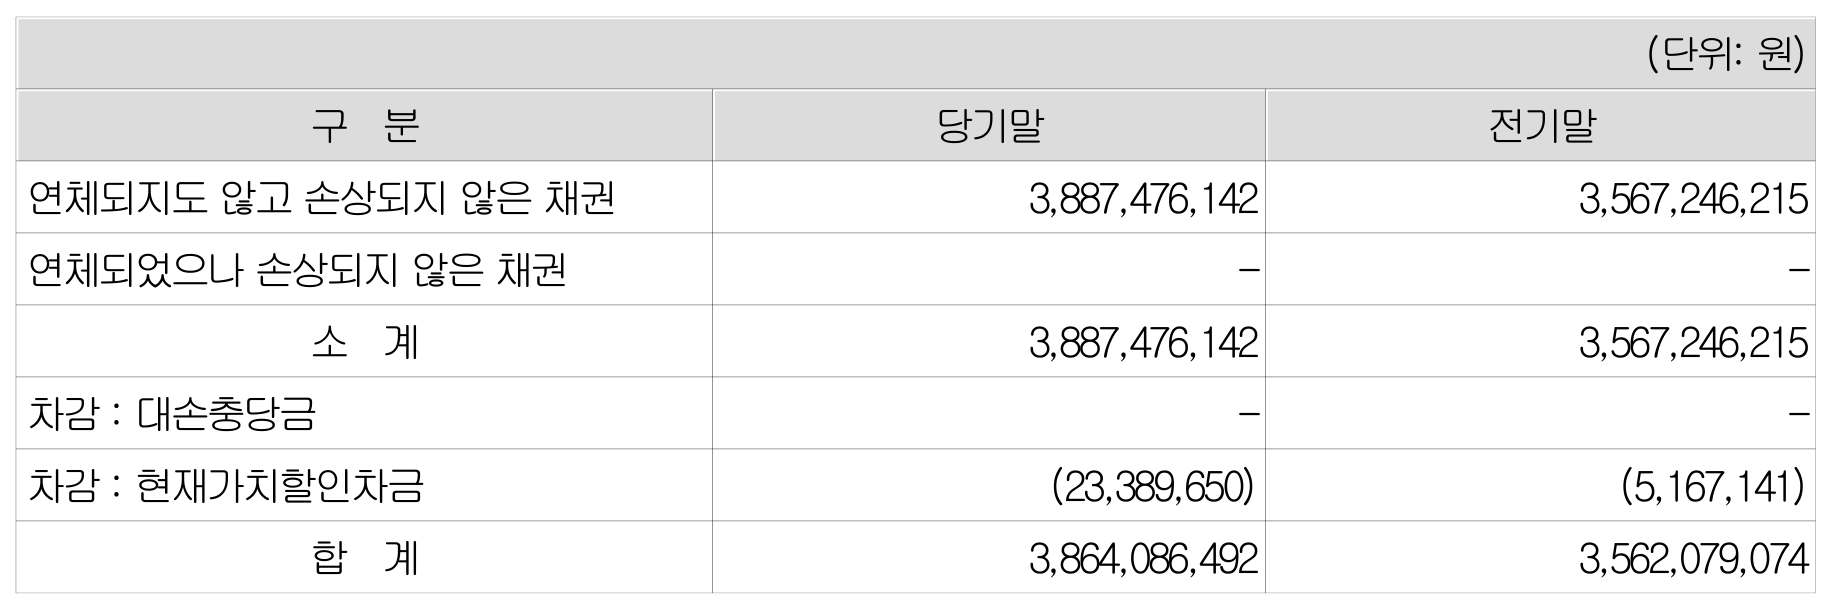 (단위: 원)
구 분 당기말 전기말
연체되지도 않고 손상되지 않은 채권 3,887,476,142 3,567,246,215
연체되었으나 손상되지 않은 채권 – –
소 계 3,887,476,142 3,567,246,215
차감 : 대손충당금 – –
차감 : 현재가치할인차금 (23,389,650) (5,167,141)
합 계 3,864,086,492 3,562,079,074